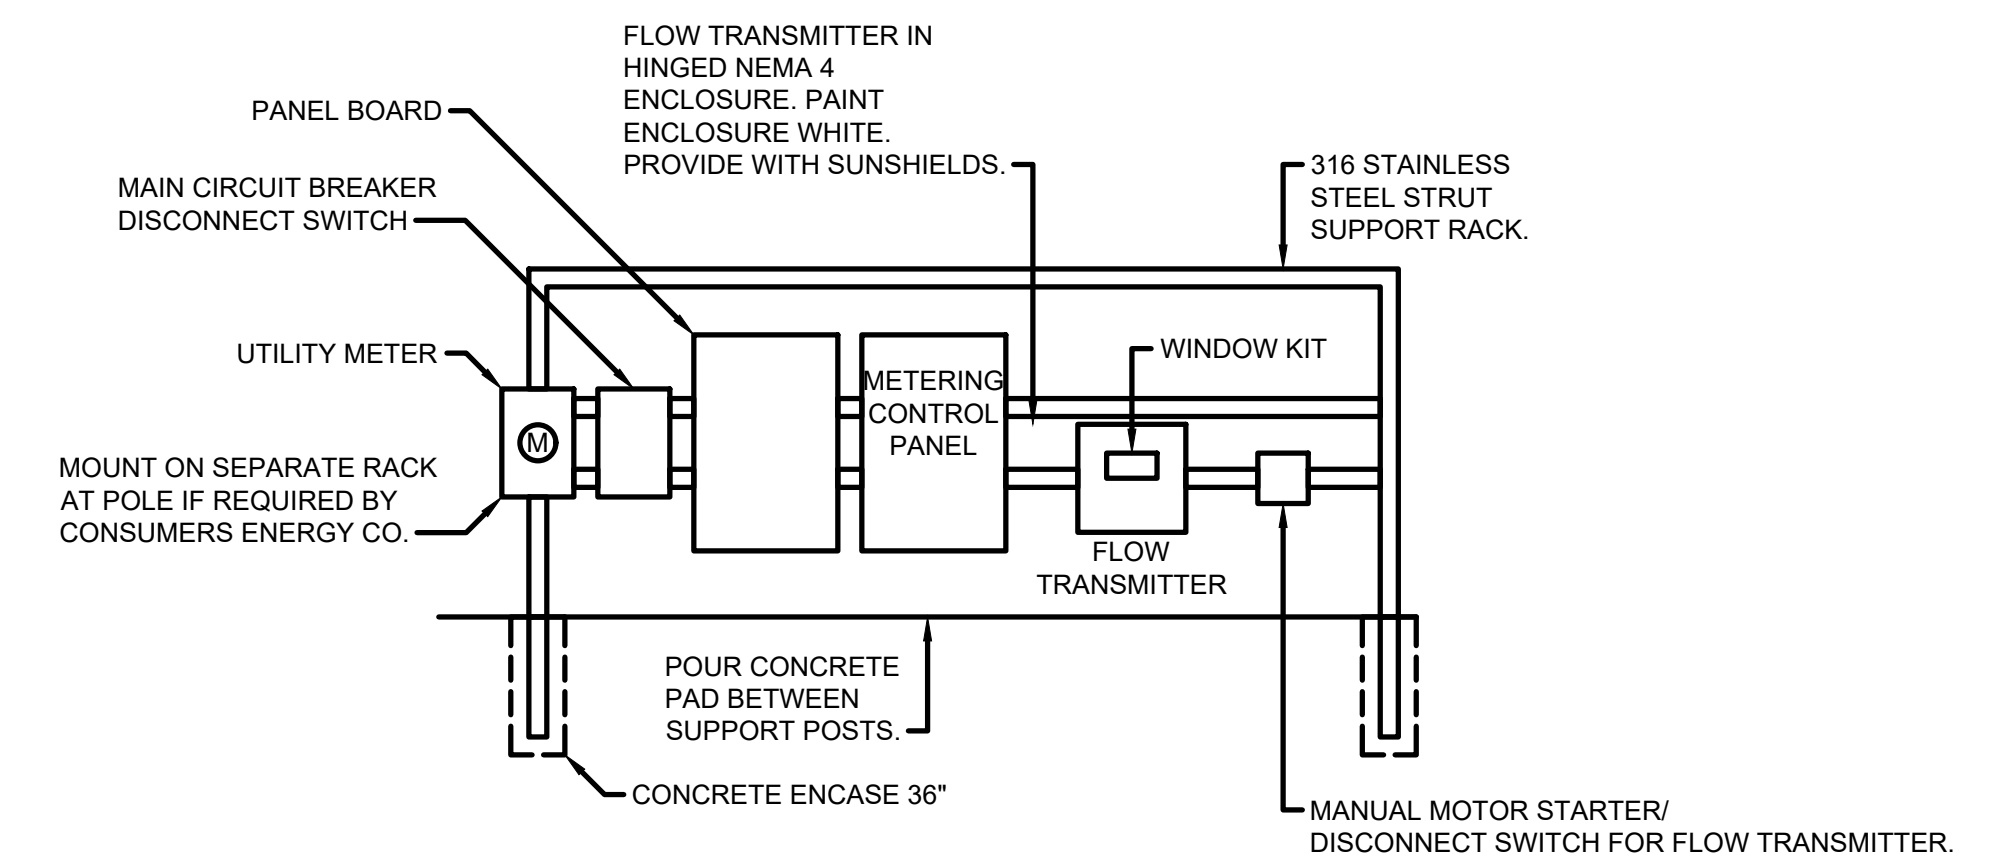 FLOW TRANSMITTER IN
HINGED NEMA 4
ENCLOSURE. PAINT
ENCLOSURE WHITE.
PROVIDE WITH SUNSHIELDS.
PANEL BOARD
MAIN CIRCUIT BREAKER
DISCONNECT SWITCH
316 STAINLESS
STEEL STRUT
SUPPORT RACK.
UTILITY METER
WINDOW KIT
METERING
CONTROL
PANEL
M
MOUNT ON SEPARATE RACK
AT POLE IF REQUIRED BY
CONSUMERS ENERGY CO.
FLOW
TRANSMITTER
POUR CONCRETE
PAD BETWEEN
SUPPORT POSTS.
CONCRETE ENCASE 36"
MANUAL MOTOR STARTER/
DISCONNECT SWITCH FOR FLOW TRANSMITTER.